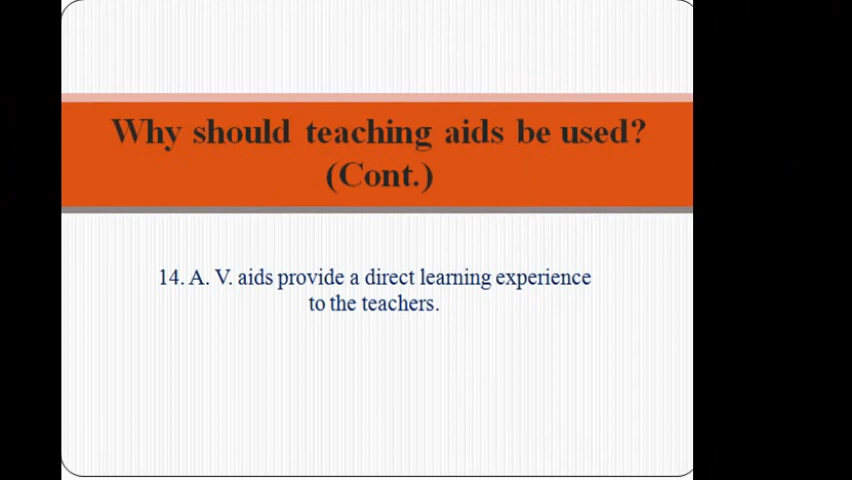 Why should teaching aids be used?
(Cont.)
14. A. V. aids provide a direct learning experience
to the teachers.